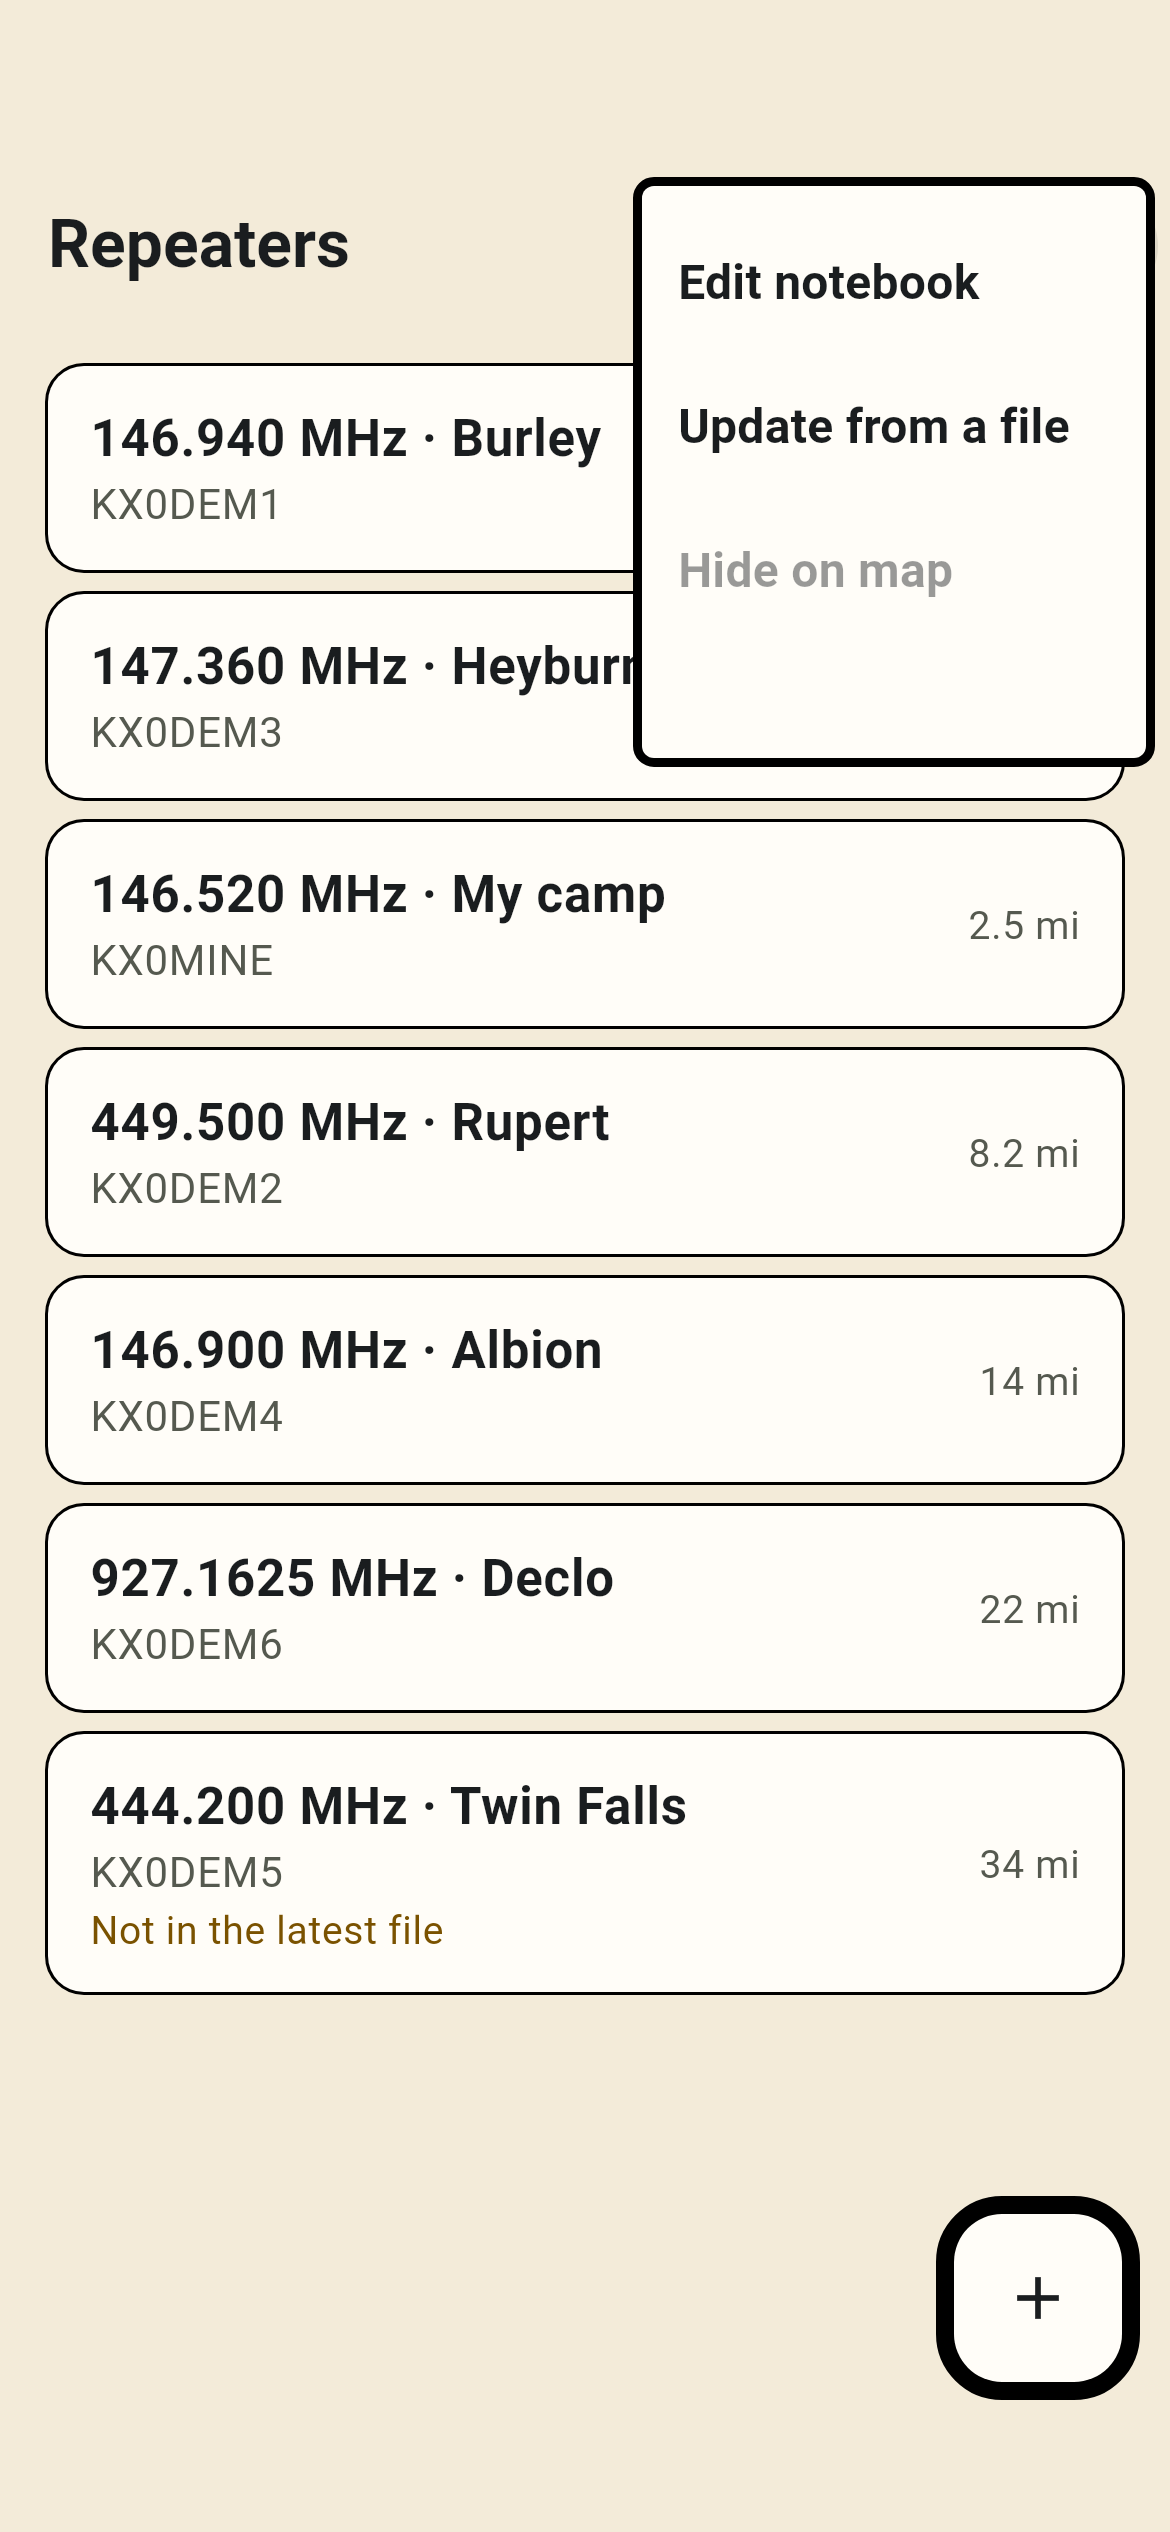 Repeaters
Edit notebook
Update from a file
Hide on map
146.940 MHz · Burley
KX0DEM1
147.360 MHz ·
KX0DEM3
146.520 MHz · My camp
KX0MINE
2.5 mi
449.500 MHz · Rupert
KX0DEM2
8.2 mi
146.900 MHz · Albion
KX0DEM4
14 mi
927.1625 MHz · Declo
KX0DEM6
22 mi
444.200 MHz · Twin Falls
KX0DEM5
Not in the latest file
34 mi
+